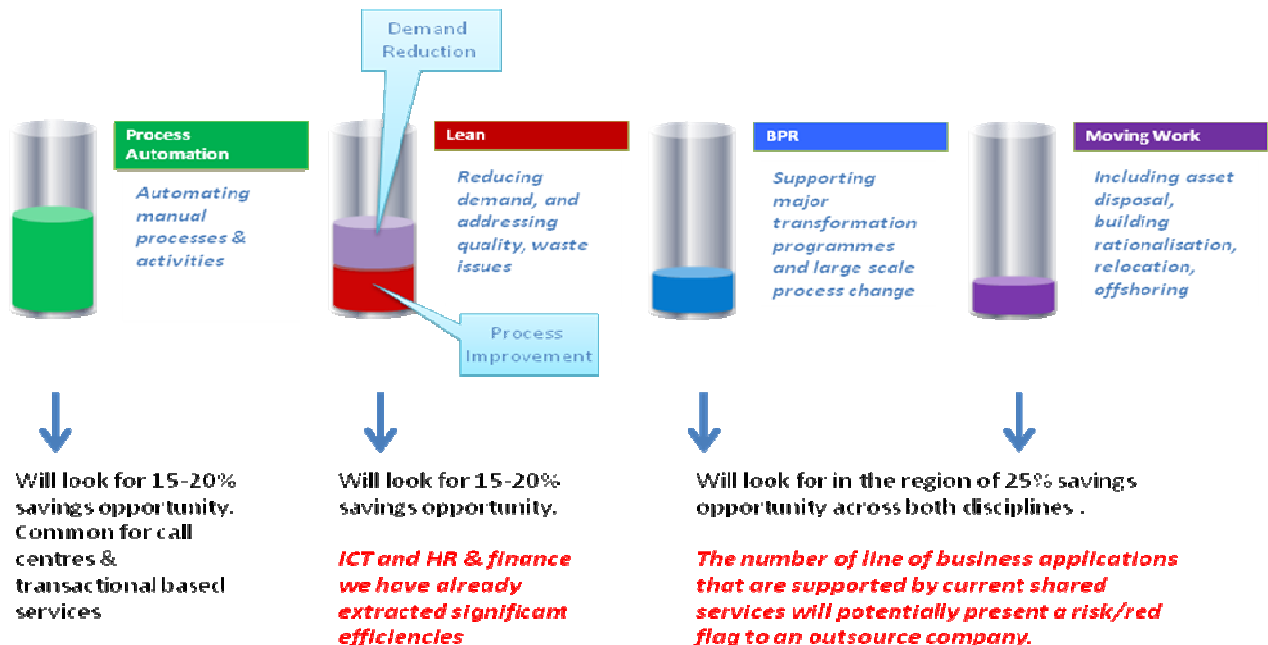 Demand
Reduction
Process
Automation
Automating
manual
processes &
activities
Lean
Reducing
demand, and
addressing
quality, waste
issues
Process
Improvement
BPR
Supporting
major
transformation
programmes
and large scale
process change
Moving Work
Including asset
disposal,
building
rationalisation,
relocation,
offshoring
Will look for 15-20%
savings opportunity.
Common for call
centres &
transactional based
services
Will look for 15-20%
savings opportunity.
ICT and HR & finance
we have already
extracted significant
efficiencies
Will look for in the region of 25% savings
opportunity across both disciplines .
The number of line of business applications
that are supported by current shared
services will potentially present a risk/red
flag to an outsource company.